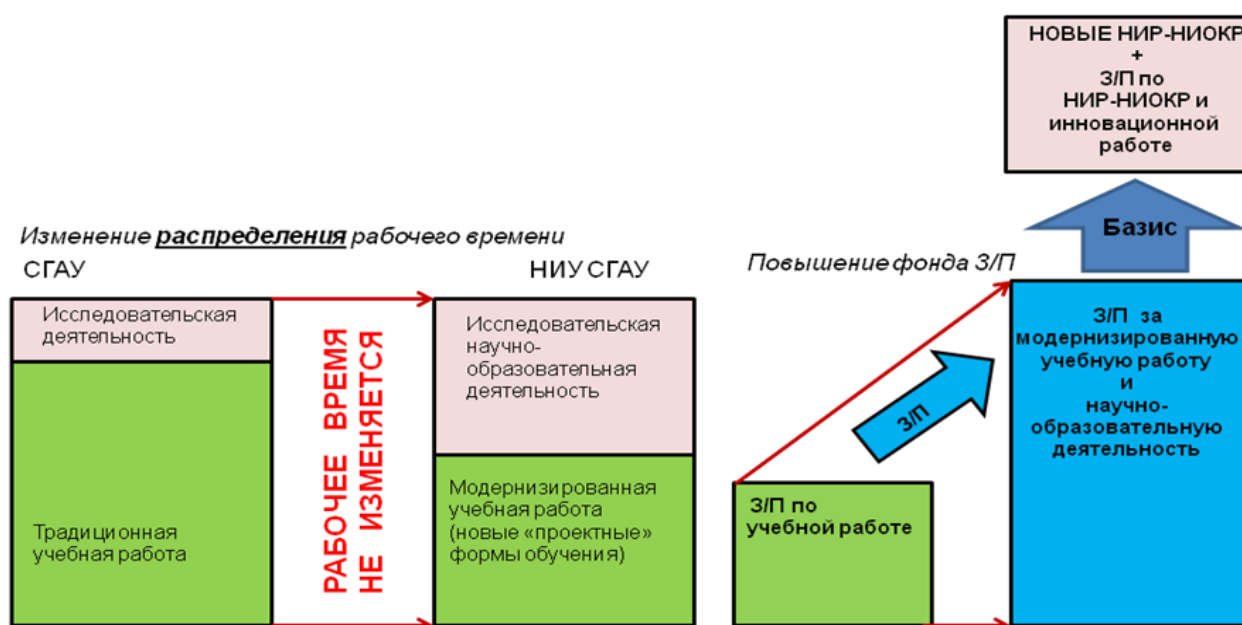 НОВЫЕ НИР-НИОКР
+
З/П по
НИР-НИОКР и
инновационной
работе
Базис
Изменение распределения рабочего времени
СГАУ
НИУ СГАУ
Повышение фонда З/П
Исследовательская
деятельность
Традиционная
учебная работа
РАБОЧЕЕ ВРЕМЯ
НЕ ИЗМЕНЯЕТСЯ
Исследовательская
научно-
образовательная
деятельность
Модернизированная
учебная работа
(новые «проектные»
формы обучения)
З/П по
учебной работе
З/П
З/П за
модернизированную
учебную работу
и
научно-
образовательную
деятельность